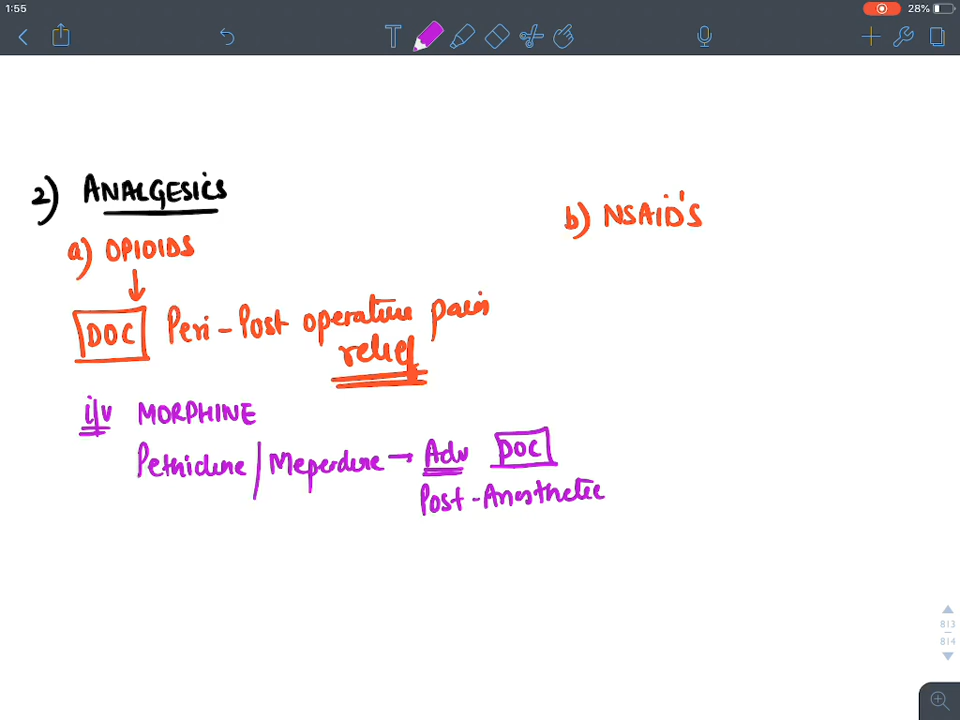 1:55
28%
T
2) ANALGESICS
a) OPIOIDS
b) NSAID'S
DOC Peri-Post operative pain
relief
i/v MORPHINE
Pethidine / Meperdine → Adv DOC
Post-Anesthetic
813
814